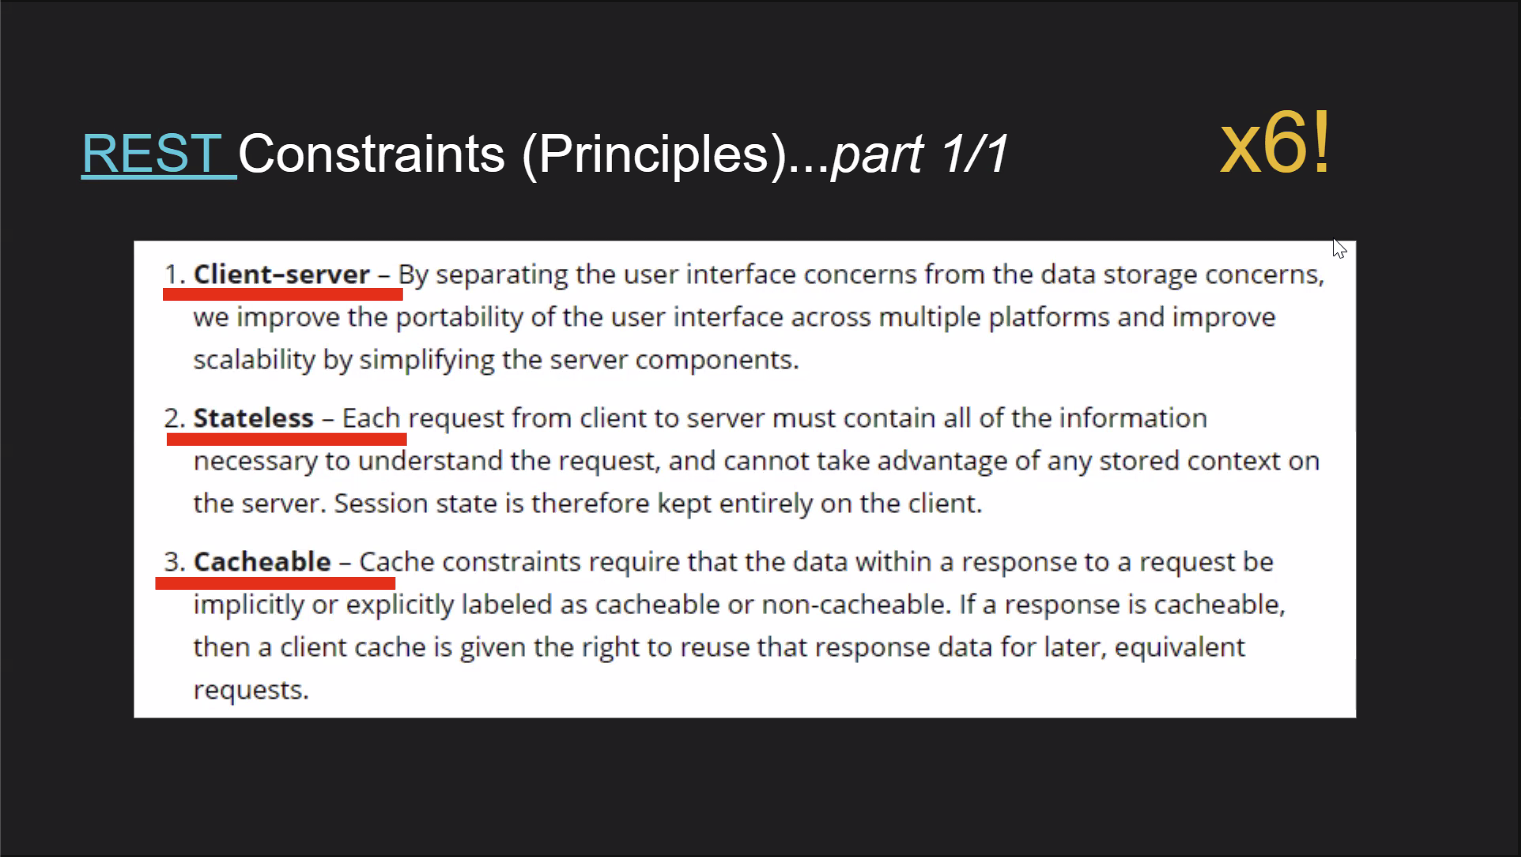 REST Constraints (Principles)...part 1/1
x6!
1. Client–server – By separating the user interface concerns from the data storage concerns,
we improve the portability of the user interface across multiple platforms and improve
scalability by simplifying the server components.
2. Stateless – Each request from client to server must contain all of the information
necessary to understand the request, and cannot take advantage of any stored context on
the server. Session state is therefore kept entirely on the client.
3. Cacheable – Cache constraints require that the data within a response to a request be
implicitly or explicitly labeled as cacheable or non-cacheable. If a response is cacheable,
then a client cache is given the right to reuse that response data for later, equivalent
requests.